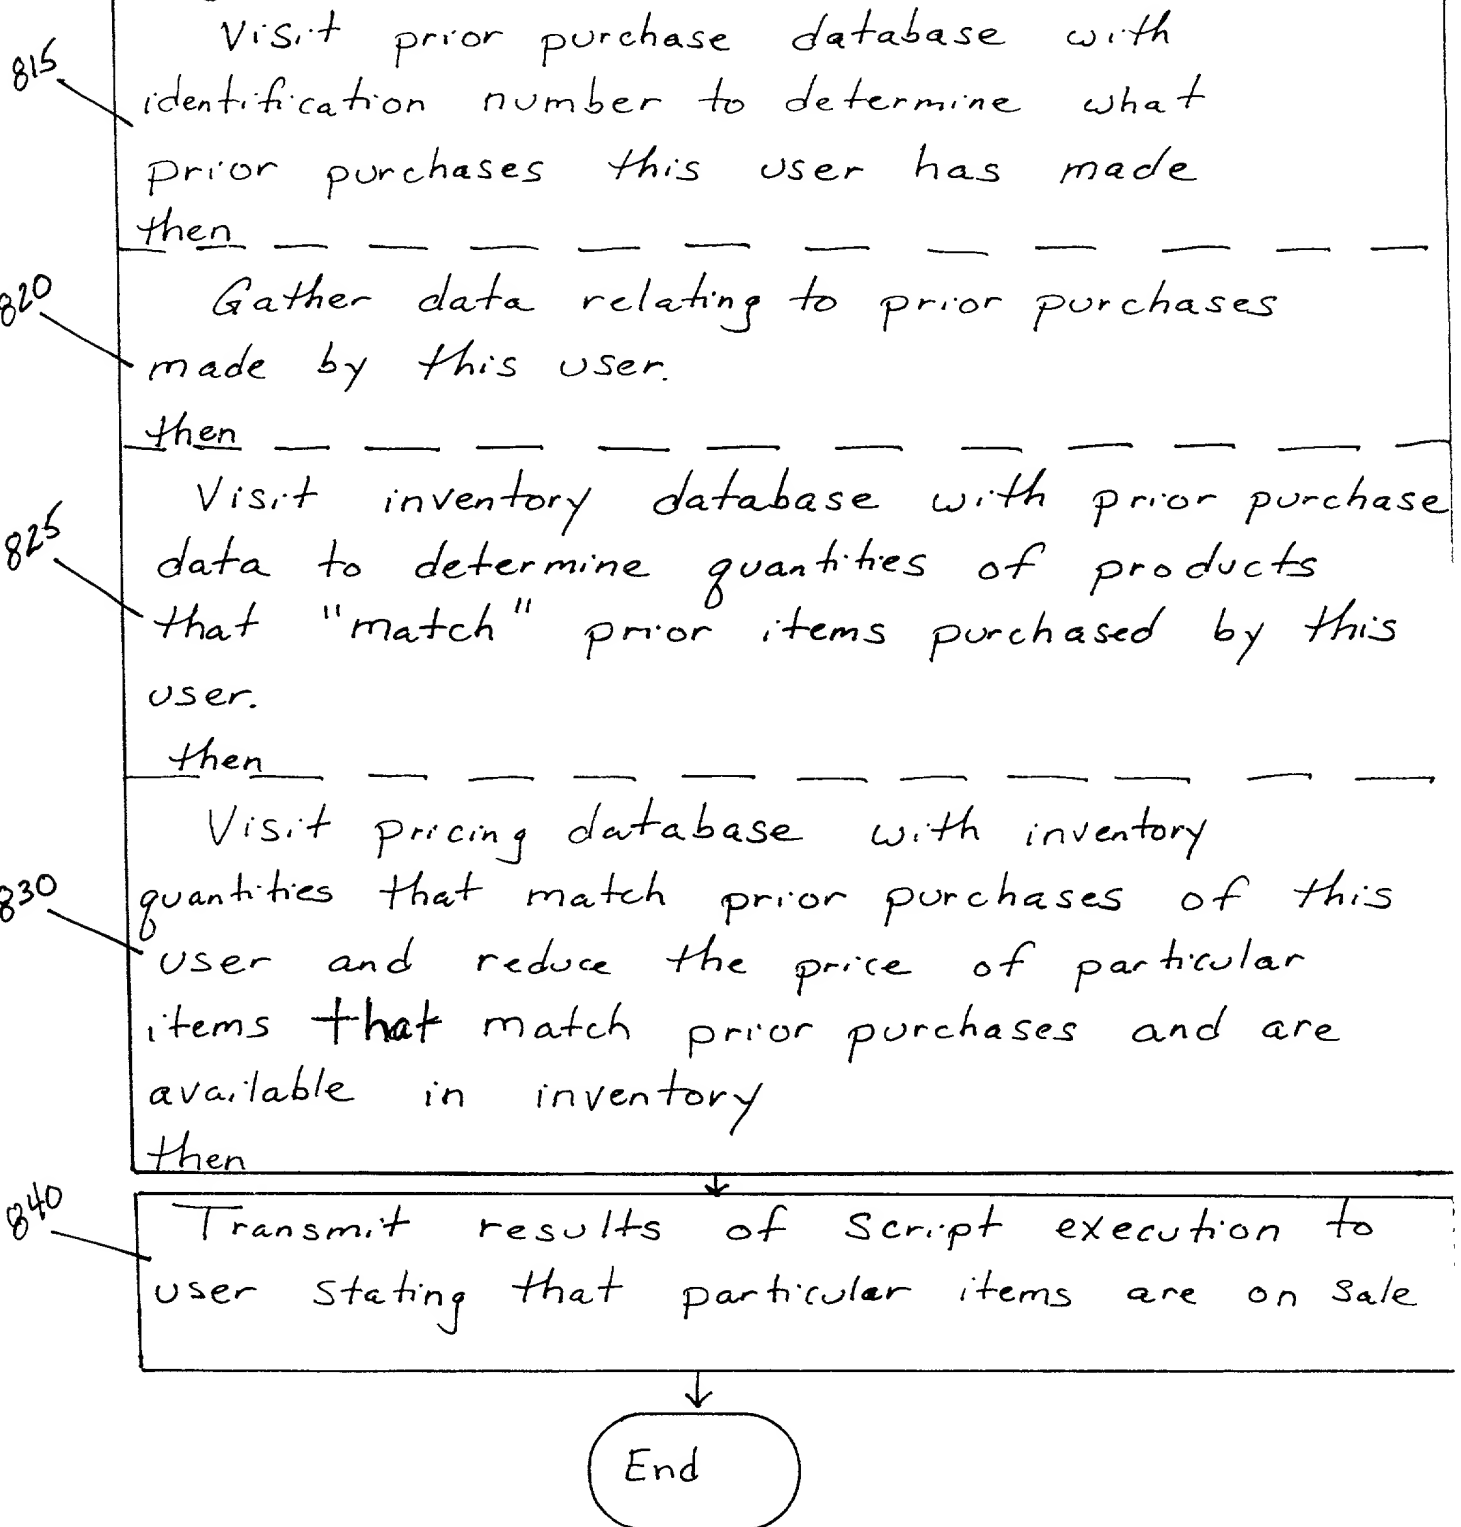 Visit prior purchase database with
815
identification number to determine what
prior purchases this user has made
then
820
Gather data relating to prior purchases
made by this user.
then
Visit inventory database with prior purchase
825
data to determine quantities of products
that "match" prior items purchased by this
user.
then
Visit pricing database with inventory
830
quantities that match prior purchases of this
user and reduce the price of particular
items that match prior purchases and are
available in inventory
then
840
Transmit results of Script execution to
user stating that particular items are on sale
End